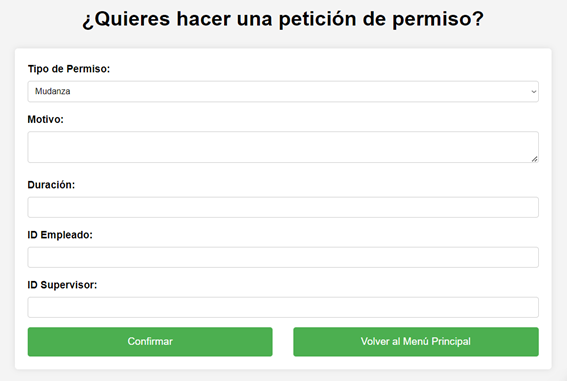 ¿Quieres hacer una petición de permiso?
Tipo de Permiso:
Mudanza
Motivo:
Duración:
ID Empleado:
ID Supervisor:
Confirmar
Volver al Menú Principal